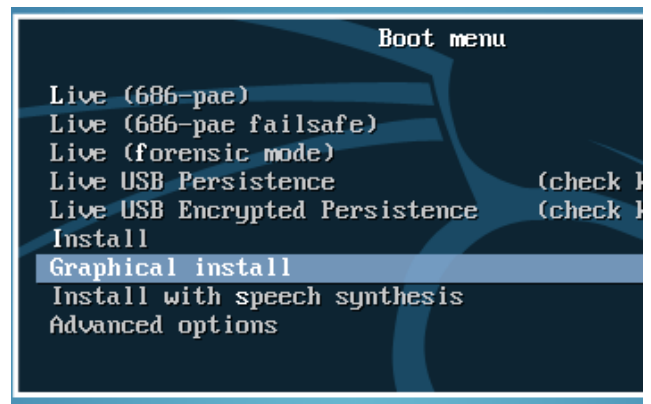 Boot menu
Live (686-pae)
Live (686-pae failsafe)
Live (forensic mode)
Live USB Persistence (check
Live USB Encrypted Persistence (check
Install
Graphical install
Install with speech synthesis
Advanced options